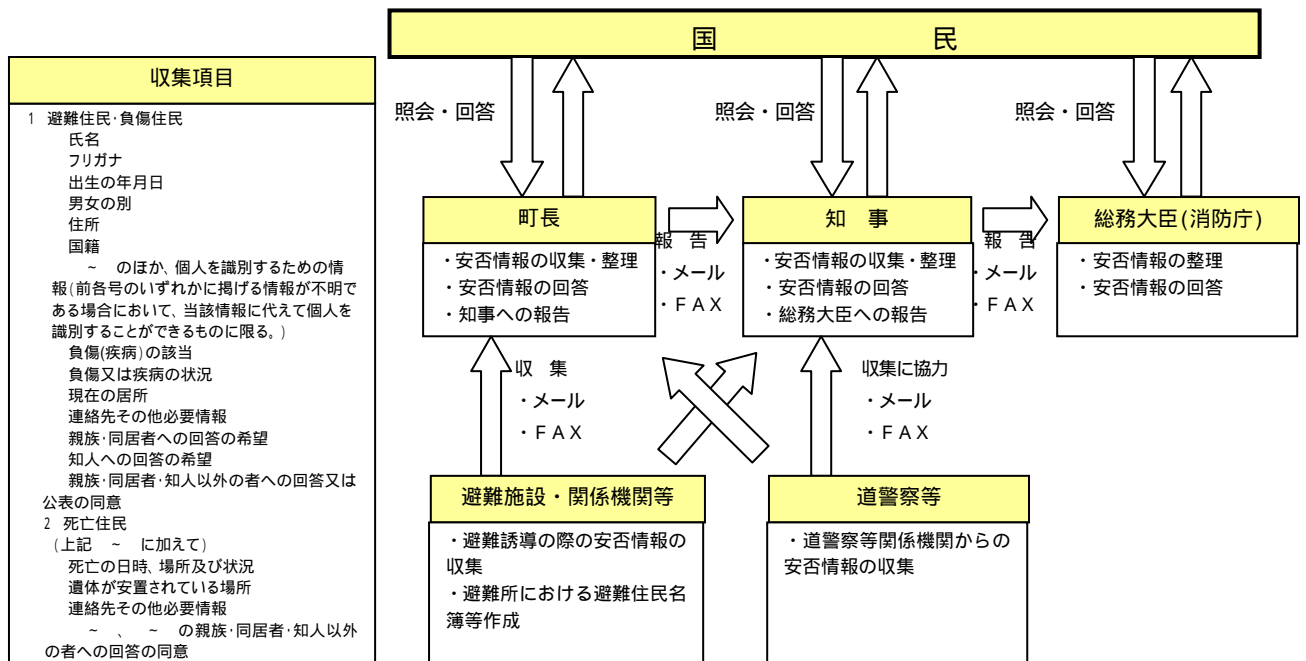 国　民
収集項目
1 避難住民･負傷住民
氏名
フリガナ
出生の年月日
男女の別
住所
国籍
～ のほか、個人を識別するための情
報(前各号のいずれかに掲げる情報が不明で
ある場合において、当該情報に代えて個人を
識別することができるものに限る。)
負傷(疾病)の該当
負傷又は疾病の状況
現在の居所
連絡先その他必要情報
親族･同居者への回答の希望
知人への回答の希望
親族･同居者･知人以外の者への回答又は
公表の同意
2 死亡住民
(上記 ～ に加えて)
死亡の日時、場所及び状況
遺体が安置されている場所
連絡先その他必要情報
～ 、 ～ の親族･同居者･知人以外
の者への回答の同意
照会・回答
照会・回答
照会・回答
町長
・安否情報の収集・整理
・安否情報の回答
・知事への報告
報 告
・メール
・ＦＡＸ
知 事
・安否情報の収集・整理
・安否情報の回答
・総務大臣への報告
報 告
・メール
・ＦＡＸ
総務大臣(消防庁)
・安否情報の整理
・安否情報の回答
収 集
・メール
・ＦＡＸ
収集に協力
・メール
・ＦＡＸ
避難施設・関係機関等
・避難誘導の際の安否情報の
収集
・避難所における避難住民名
簿等作成
道警察等
・道警察等関係機関からの
安否情報の収集